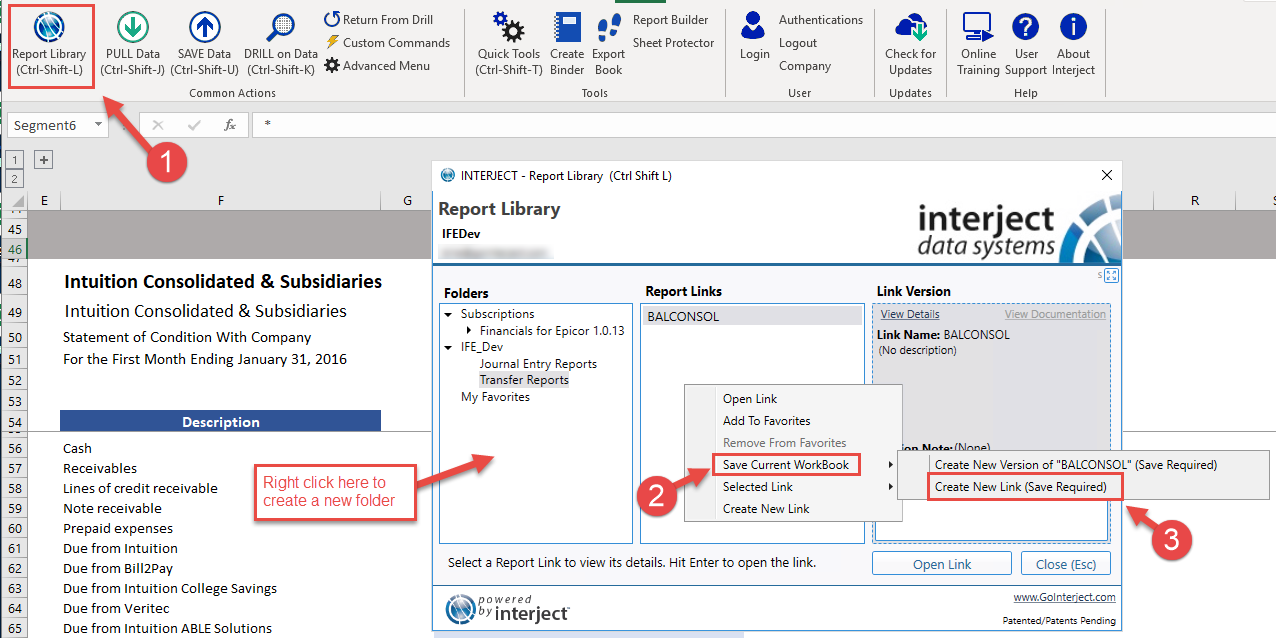 Report Library
(Ctrl-Shift-L)
PULL Data
(Ctrl-Shift-J)
SAVE Data
(Ctrl-Shift-U)
DRILL on Data
(Ctrl-Shift-K)
Return From Drill
Custom Commands
Advanced Menu
Common Actions
Quick Tools
(Ctrl-Shift-T)
Create
Binder
Export
Book
Report Builder
Sheet Protector
Tools
Login
Authentications
Logout
Company
User
Check for
Updates
Updates
Online
Training
User
Support
About
Interject
Help
Segment6
fx
*
1
1
2
E
F
G
R
S
45
46
47
48
49
50
51
52
53
54
56
57
58
59
60
61
62
63
64
65
Intuition Consolidated & Subsidiaries
Intuition Consolidated & Subsidiaries
Statement of Condition With Company
For the First Month Ending January 31, 2016
Description
Cash
Receivables
Lines of credit receivable
Note receivable
Prepaid expenses
Due from Intuition
Due from Bill2Pay
Due from Intuition College Savings
Due from Veritec
Due from Intuition ABLE Solutions
Right click here to
create a new folder
INTERJECT - Report Library (Ctrl Shift L)
Report Library
IFEDev
interject
data systems
s
Folders
Subscriptions
Financials for Epicor 1.0.13
IFE_Dev
Journal Entry Reports
Transfer Reports
My Favorites
Report Links
BALCONSOL
Link Version
View Details
View Documentation
Link Name: BALCONSOL
(No description)
on Note: (None)
Open Link
Add To Favorites
Remove From Favorites
Save Current WorkBook
Selected Link
Create New Link
2
Create New Version of "BALCONSOL" (Save Required)
Create New Link (Save Required)
3
Select a Report Link to view its details. Hit Enter to open the link.
Open Link
Close (Esc)
powered
by interject
www.GoInterject.com
Patented/Patents Pending